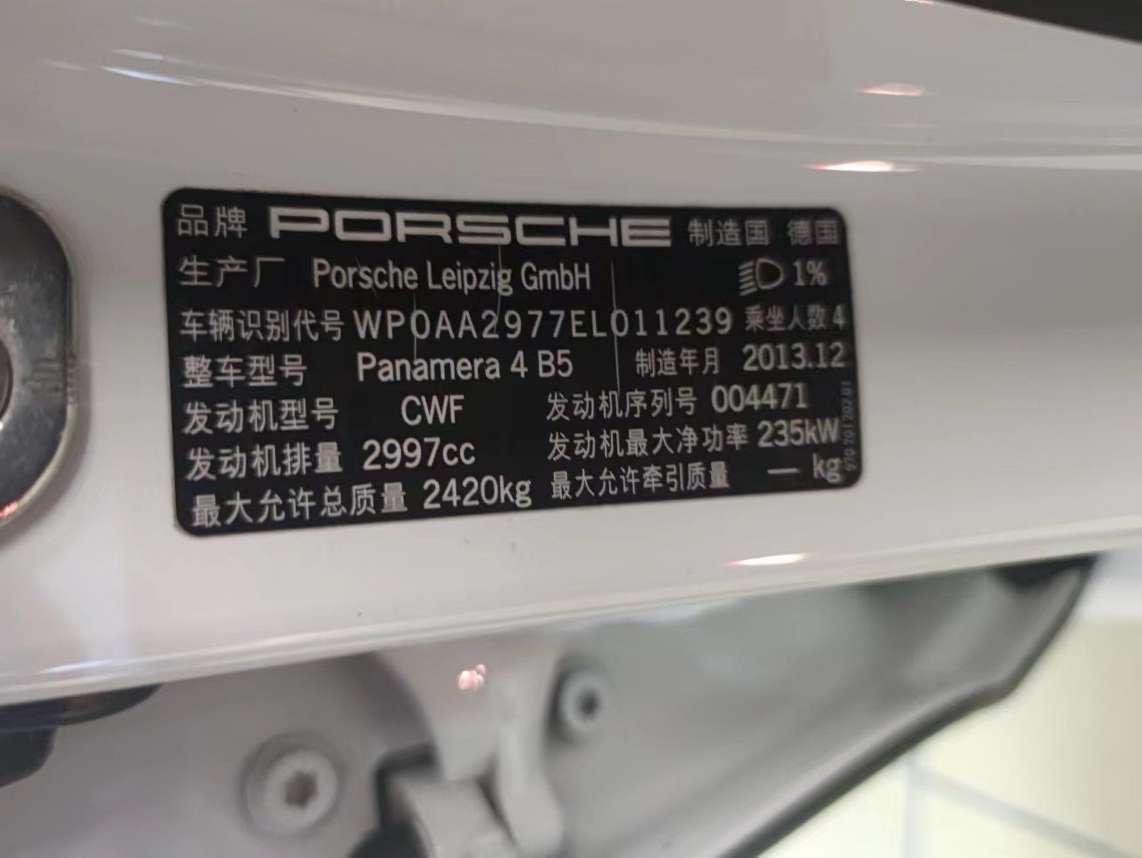 品牌 PORSCHE 制造国 德国
生产厂 Porsche Leipzig GmbH 1%
车辆识别代号 WP0AA2977EL011239 乘坐人数 4
整车型号 Panamera 4 B5 制造年月 2013.12
发动机型号 CWF 发动机序列号 004471
发动机排量 2997cc 发动机最大净功率 235kW
最大允许总质量 2420kg 最大允许牵引质量 — kg